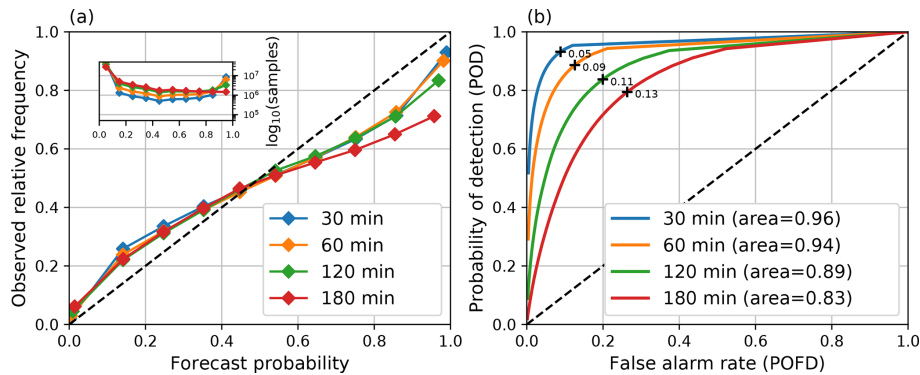 (a)
Observed relative frequency
1.0
0.8
0.6
0.4
0.2
0.0
0.0 0.2 0.4 0.6 0.8 1.0
Forecast probability
log10(samples)
10^7
10^6
10^5
0.0 0.2 0.4 0.6 0.8 1.0
30 min
60 min
120 min
180 min
(b)
Probability of detection (POD)
1.0
0.8
0.6
0.4
0.2
0.0
0.0 0.2 0.4 0.6 0.8 1.0
False alarm rate (POFD)
0.05
0.09
0.11
0.13
30 min (area=0.96)
60 min (area=0.94)
120 min (area=0.89)
180 min (area=0.83)